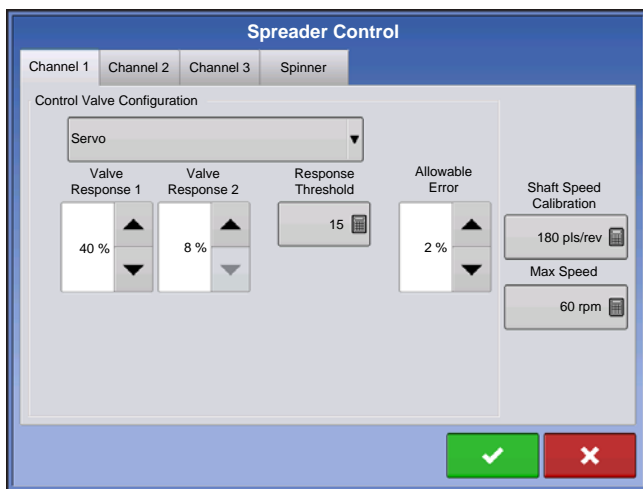 Spreader Control
Channel 1
Channel 2
Channel 3
Spinner
Control Valve Configuration
Servo
Valve
Response 1
Valve
Response 2
Response
Threshold
Allowable
Error
40 %
8 %
15
2 %
Shaft Speed
Calibration
180 pls/rev
Max Speed
60 rpm